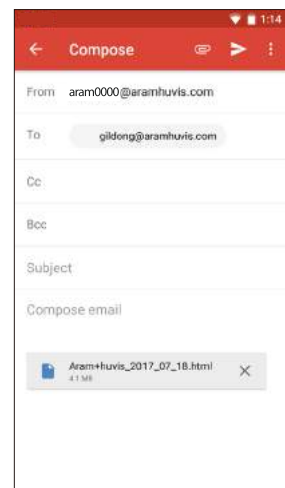 1:14
Compose
From aram0000@aramhuvis.com
To gildong@aramhuvis.com
Cc
Bcc
Subject
Compose email
Aram+huvis_2017_07_18.html
4.1 MB